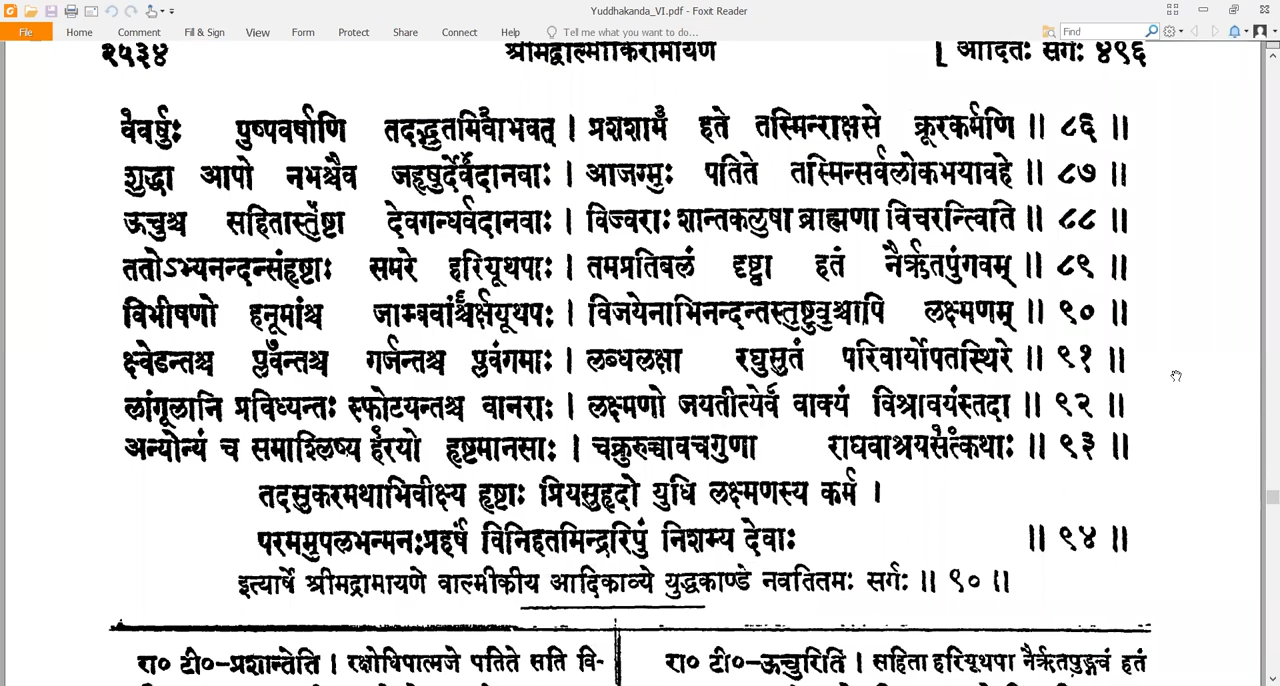 Yuddhakanda_VI.pdf - Foxit Reader
File Home Comment Fill & Sign View Form Protect Share Connect Help Tell me what you want to do... Find
२५३४ श्रीमद्वाल्मीकिरामायणे [ आदितः सर्गः ४९६
ववर्षुः पुष्पवर्षाणि तदद्भुतमिवाभवत् । प्रशशाम हते तस्मिन्राक्षसे क्रूरकर्मणि ॥ ८६ ॥
शुद्धा आपो नभश्चैव जहृषुर्देवदानवाः । आजग्मुः पतिते तस्मिन्सर्वलोकभयावहे ॥ ८७ ॥
ऊचुश्च सहितास्तुष्टा देवगन्धर्वदानवाः । विज्वराः शान्तकलुषा ब्राह्मणा विचरन्त्विति ॥ ८८ ॥
ततोऽभ्यनन्दन्संहृष्टाः समरे हरियूथपाः । तमप्रतिबलं दृष्ट्वा हतं नैर्ऋतपुंगवम् ॥ ८९ ॥
विभीषणो हनूमांश्च जाम्बवांश्चर्क्षयूथपः । विजयेनाभिनन्दन्तस्तुष्टुवुश्चापि लक्ष्मणम् ॥ ९० ॥
क्ष्वेडन्तश्च प्लवन्तश्च गर्जन्तश्च प्लवंगमाः । लब्धलक्षा रघुसुतं परिवार्योपतस्थिरे ॥ ९१ ॥
लांगूलानि प्रविध्यन्तः स्फोटयन्तश्च वानराः । लक्ष्मणो जयतीत्येवं वाक्यं विश्रावयंस्तदा ॥ ९२ ॥
अन्योन्यं च समाश्लिष्य हरयो हृष्टमानसाः । चक्रुरुच्चावचगुणा राघवाश्रयसत्कथाः ॥ ९३ ॥
तदसुकरमथाभिवीक्ष्य हृष्टाः प्रियसुहृदो युधि लक्ष्मणस्य कर्म ।
परममुपलभन्मनःप्रहर्षं विनिहतमिन्द्ररिपुं निशम्य देवाः ॥ ९४ ॥
इत्यार्षे श्रीमद्रामायणे वाल्मीकीय आदिकाव्ये युद्धकाण्डे नवतितमः सर्गः ॥ ९० ॥
रा० टी०-प्रशान्तेति । रक्षोधिपात्मजे पतिते सति वि-
रा० टी०-ऊचुरिति । सहिता हरियूथपा नैर्ऋतपुङ्गवं हतं